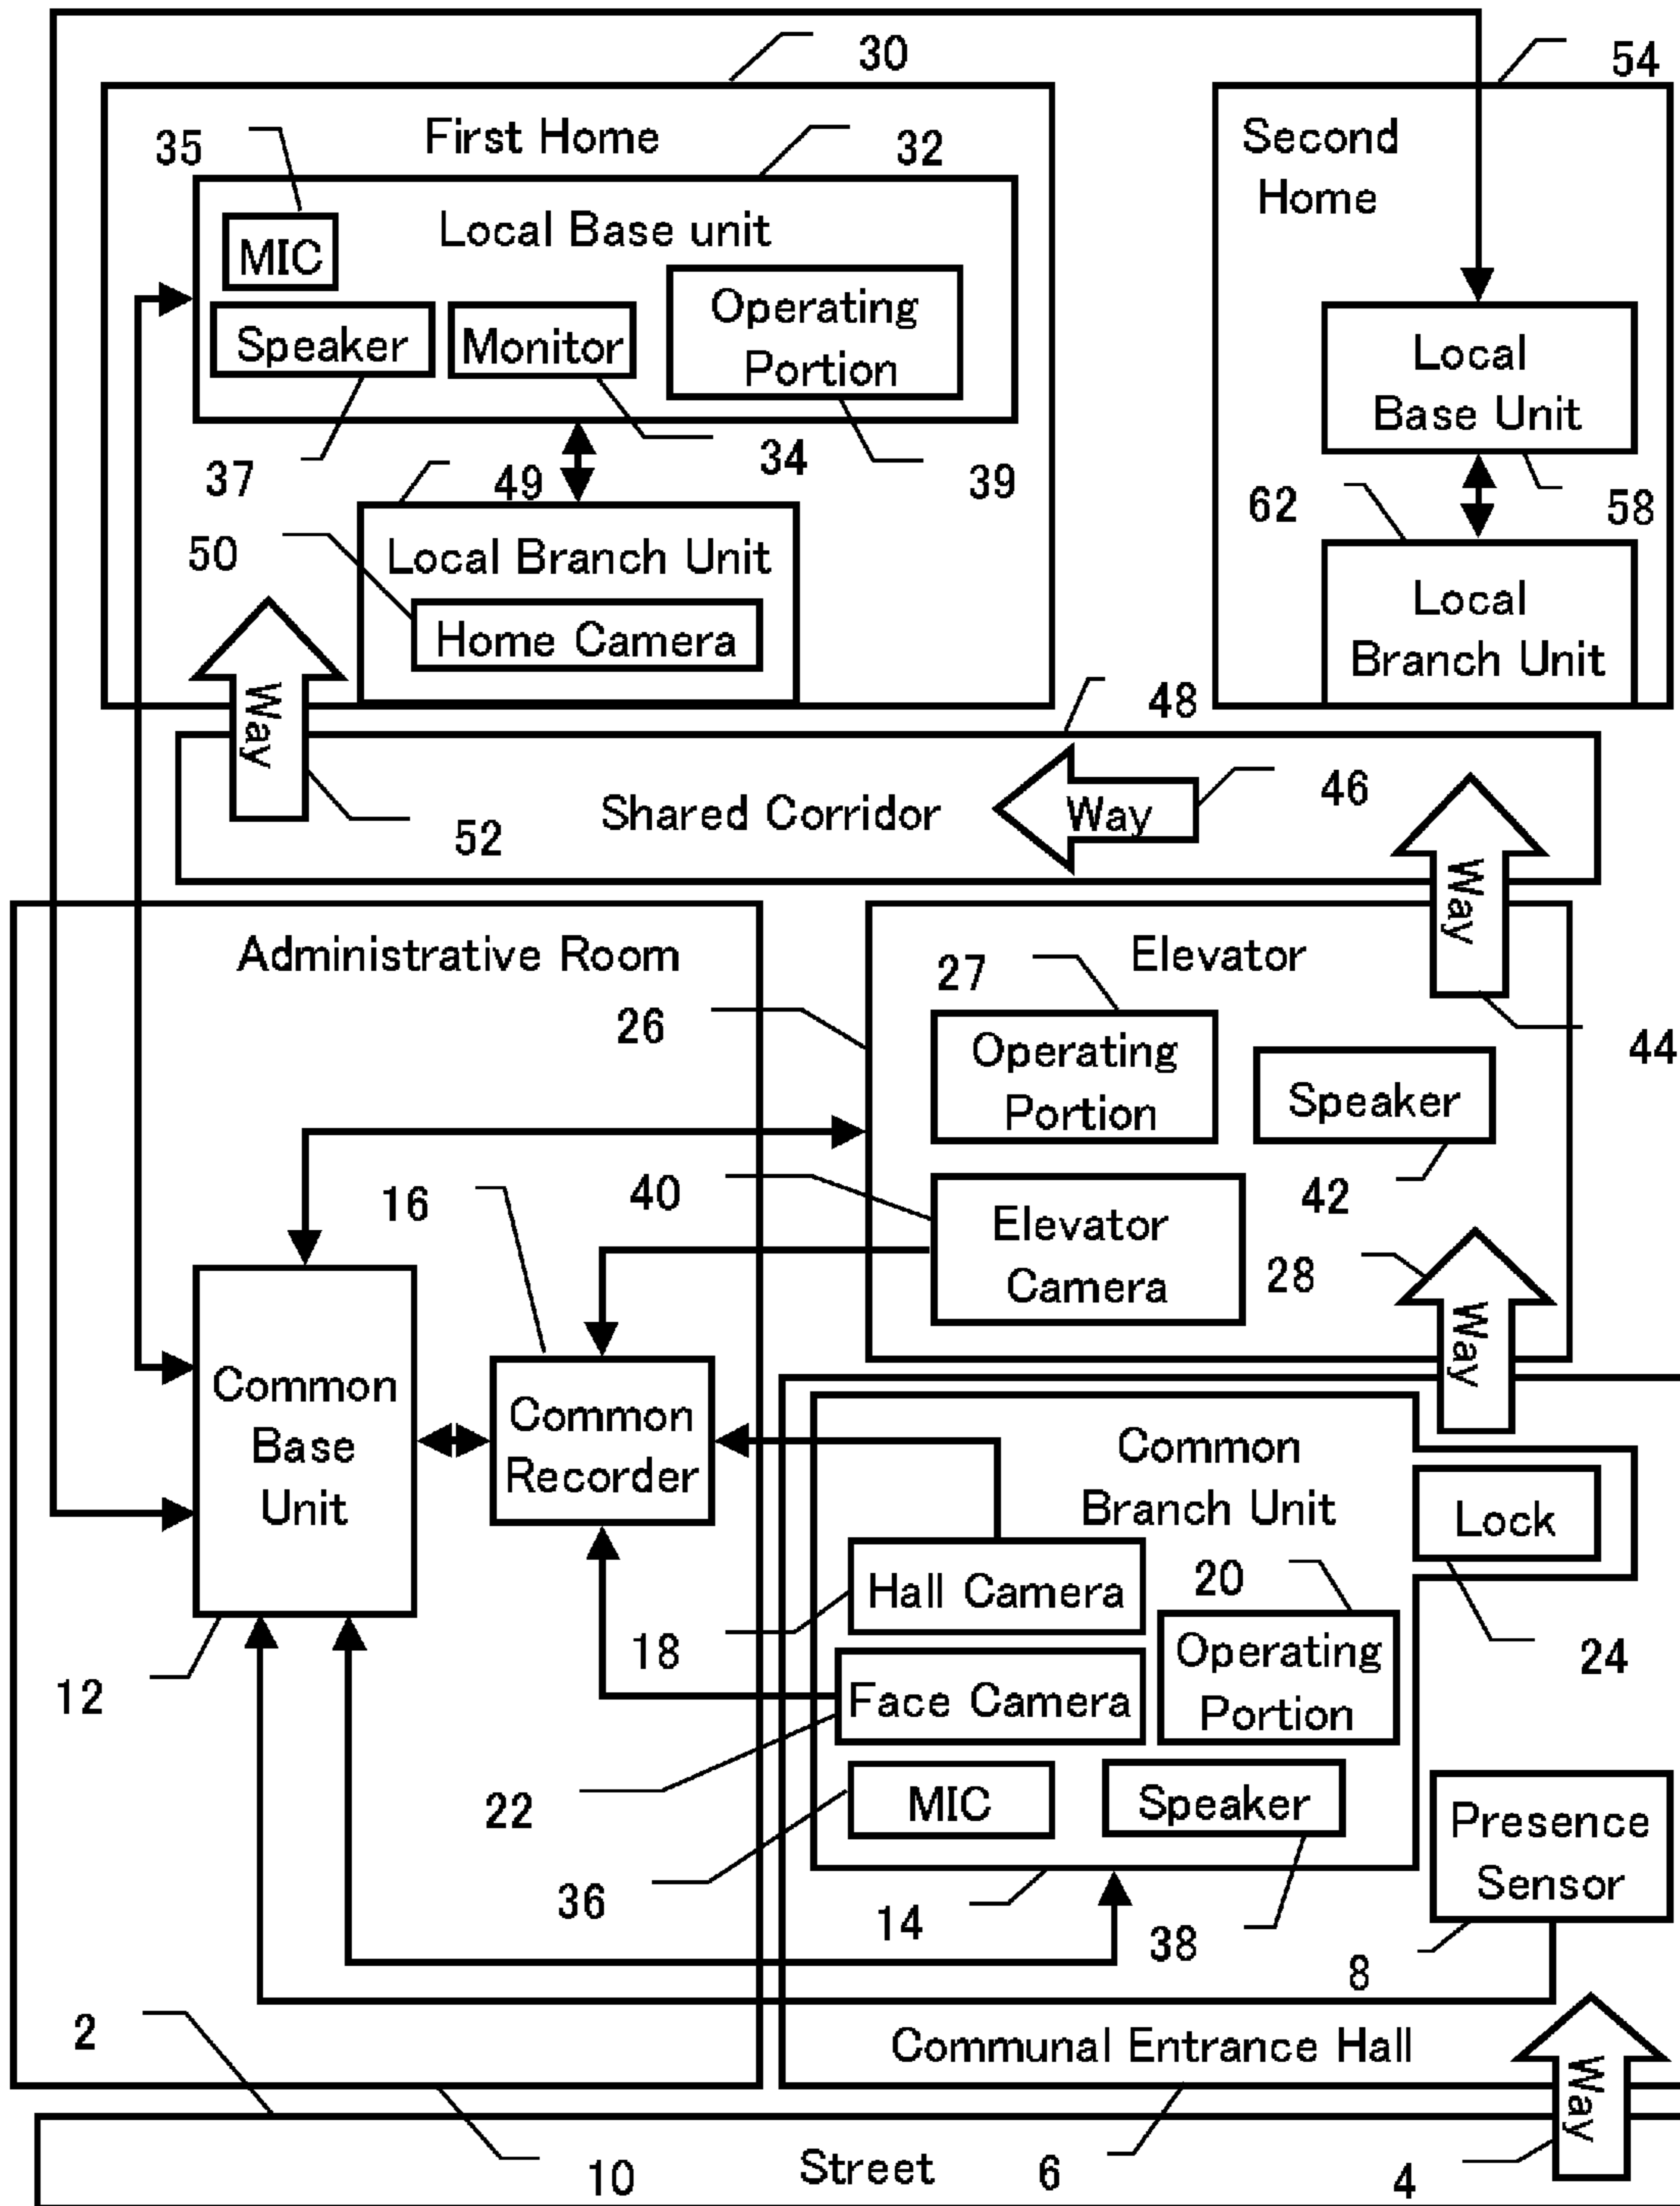 30
54
First Home
35
32
Second
Home
Local Base unit
MIC
Operating
Portion
Speaker
Monitor
Local
Base Unit
37
49
34
39
62
58
50
Local Branch Unit
Home Camera
Local
Branch Unit
Way
48
Shared Corridor
Way
46
52
Way
Administrative Room
Elevator
27
26
Operating
Portion
Speaker
44
16
40
42
Elevator
Camera
28
Way
Common
Base
Unit
Common
Recorder
Common
Branch Unit
Lock
Hall Camera
20
18
Operating
Portion
24
12
Face Camera
22
MIC
Speaker
Presence
Sensor
36
14
38
8
2
Communal Entrance Hall
Way
10
Street
6
4